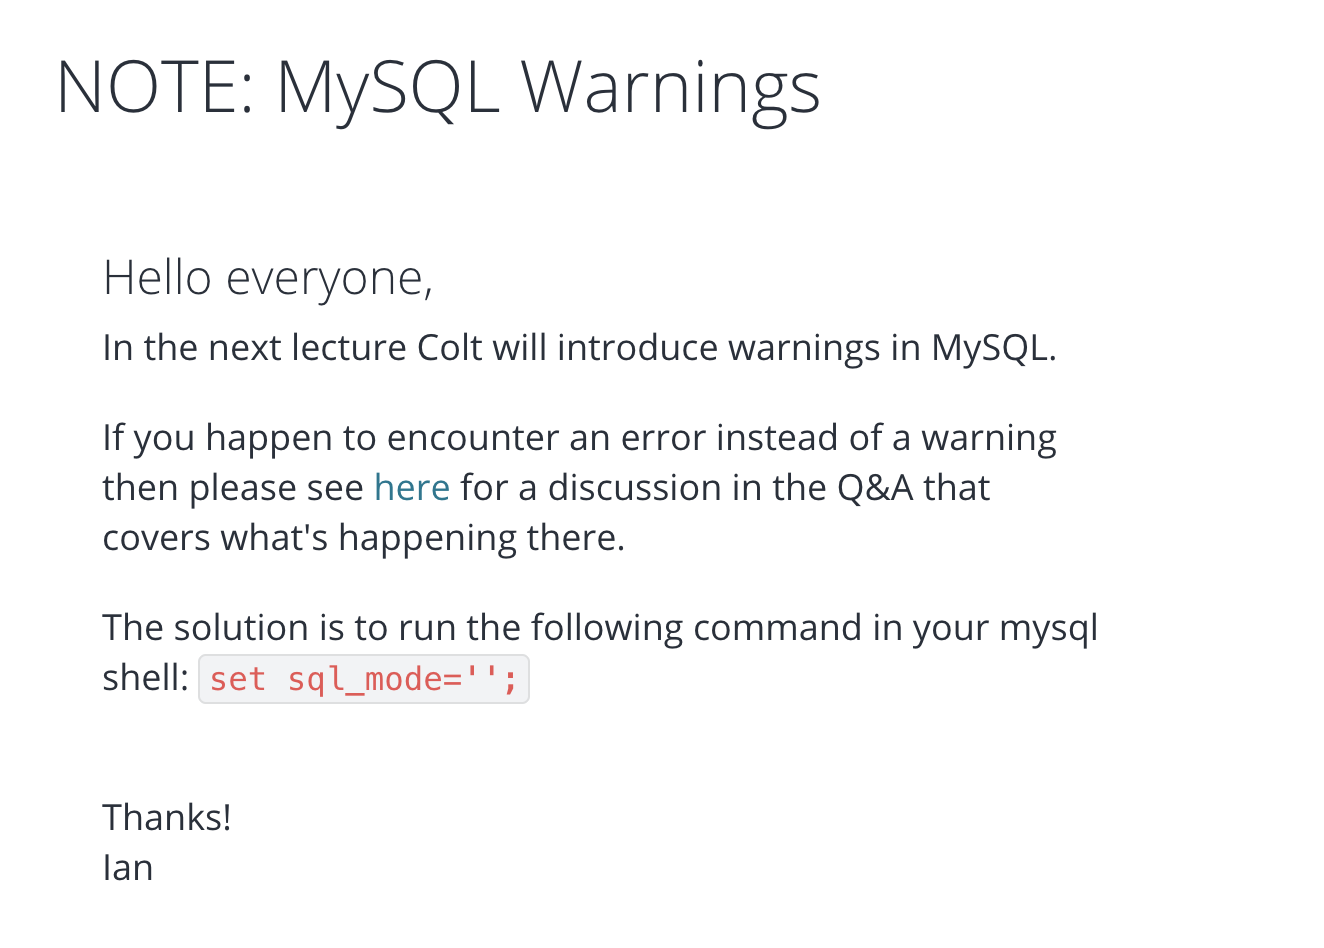 NOTE: MySQL Warnings
Hello everyone,
In the next lecture Colt will introduce warnings in MySQL.
If you happen to encounter an error instead of a warning
then please see here for a discussion in the Q&A that
covers what's happening there.
The solution is to run the following command in your mysql
shell: set sql_mode='';
Thanks!
Ian